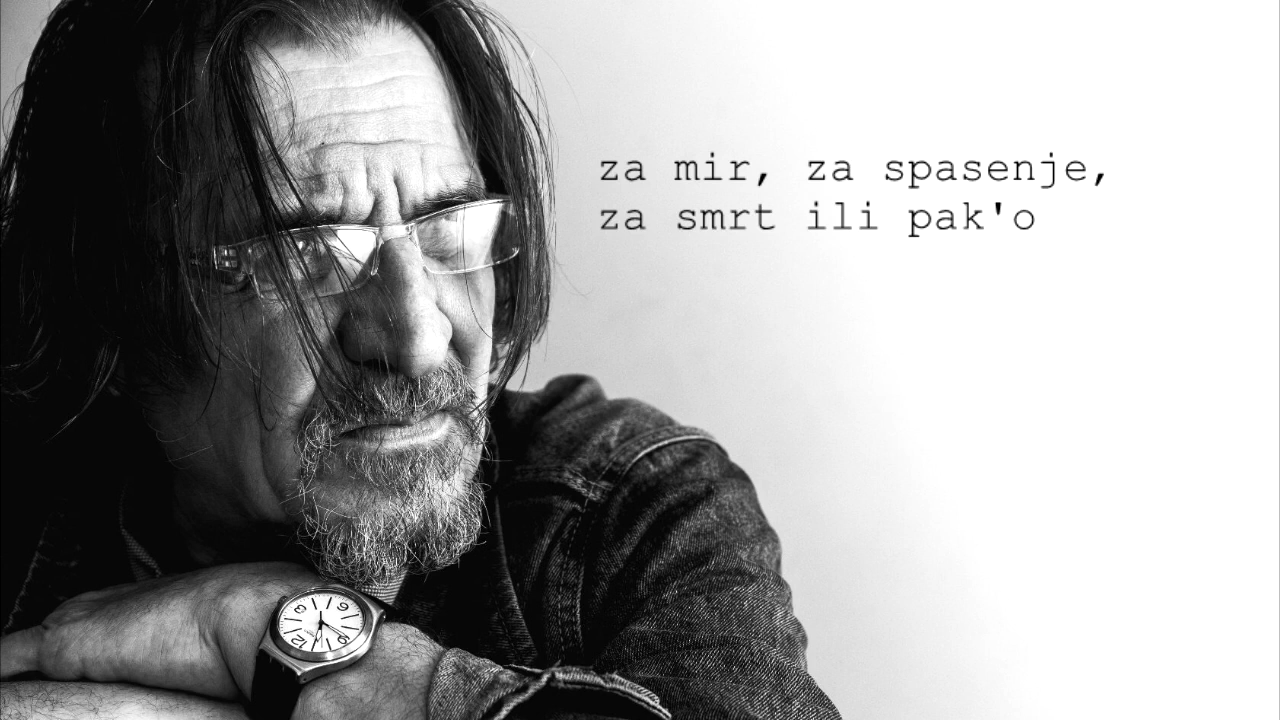 za mir, za spasenje,
za smrt ili pak'o